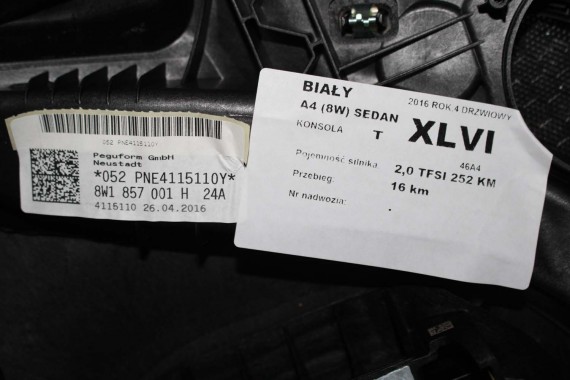 052 PNE4115110Y
Peguform GmbH
Neustadt
*052 PNE4115110Y*
8W1 857 001 H 24A
4115110 26.04.2016
BIAŁY
2016 ROK 4 DRZWIOWY
A4 (8W) SEDAN
KONSOLA T XLVI
46A4
Pojemność silnika: 2,0 TFSI 252 KM
Przebieg: 16 km
Nr nadwozia: .